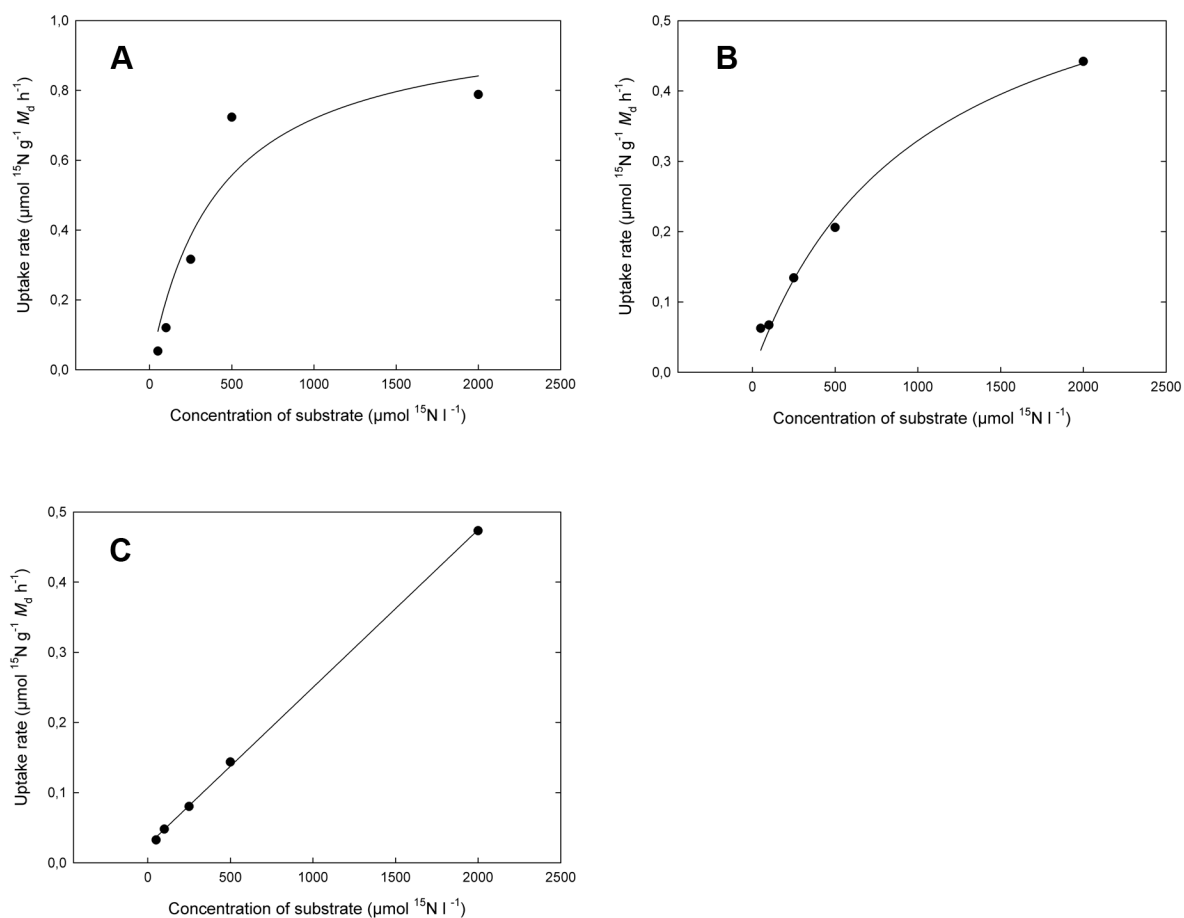 A
1,0
0,8
0,6
0,4
0,2
0,0
0 500 1000 1500 2000 2500
Uptake rate (µmol ¹⁵N g⁻¹ M_d h⁻¹)
Concentration of substrate (µmol ¹⁵N l ⁻¹)
B
0,5
0,4
0,3
0,2
0,1
0,0
0 500 1000 1500 2000 2500
Uptake rate (µmol ¹⁵N g⁻¹ M_d h⁻¹)
Concentration of substrate (µmol ¹⁵N l ⁻¹)
C
0,5
0,4
0,3
0,2
0,1
0,0
0 500 1000 1500 2000 2500
Uptake rate (µmol ¹⁵N g⁻¹ M_d h⁻¹)
Concentration of substrate (µmol ¹⁵N l ⁻¹)